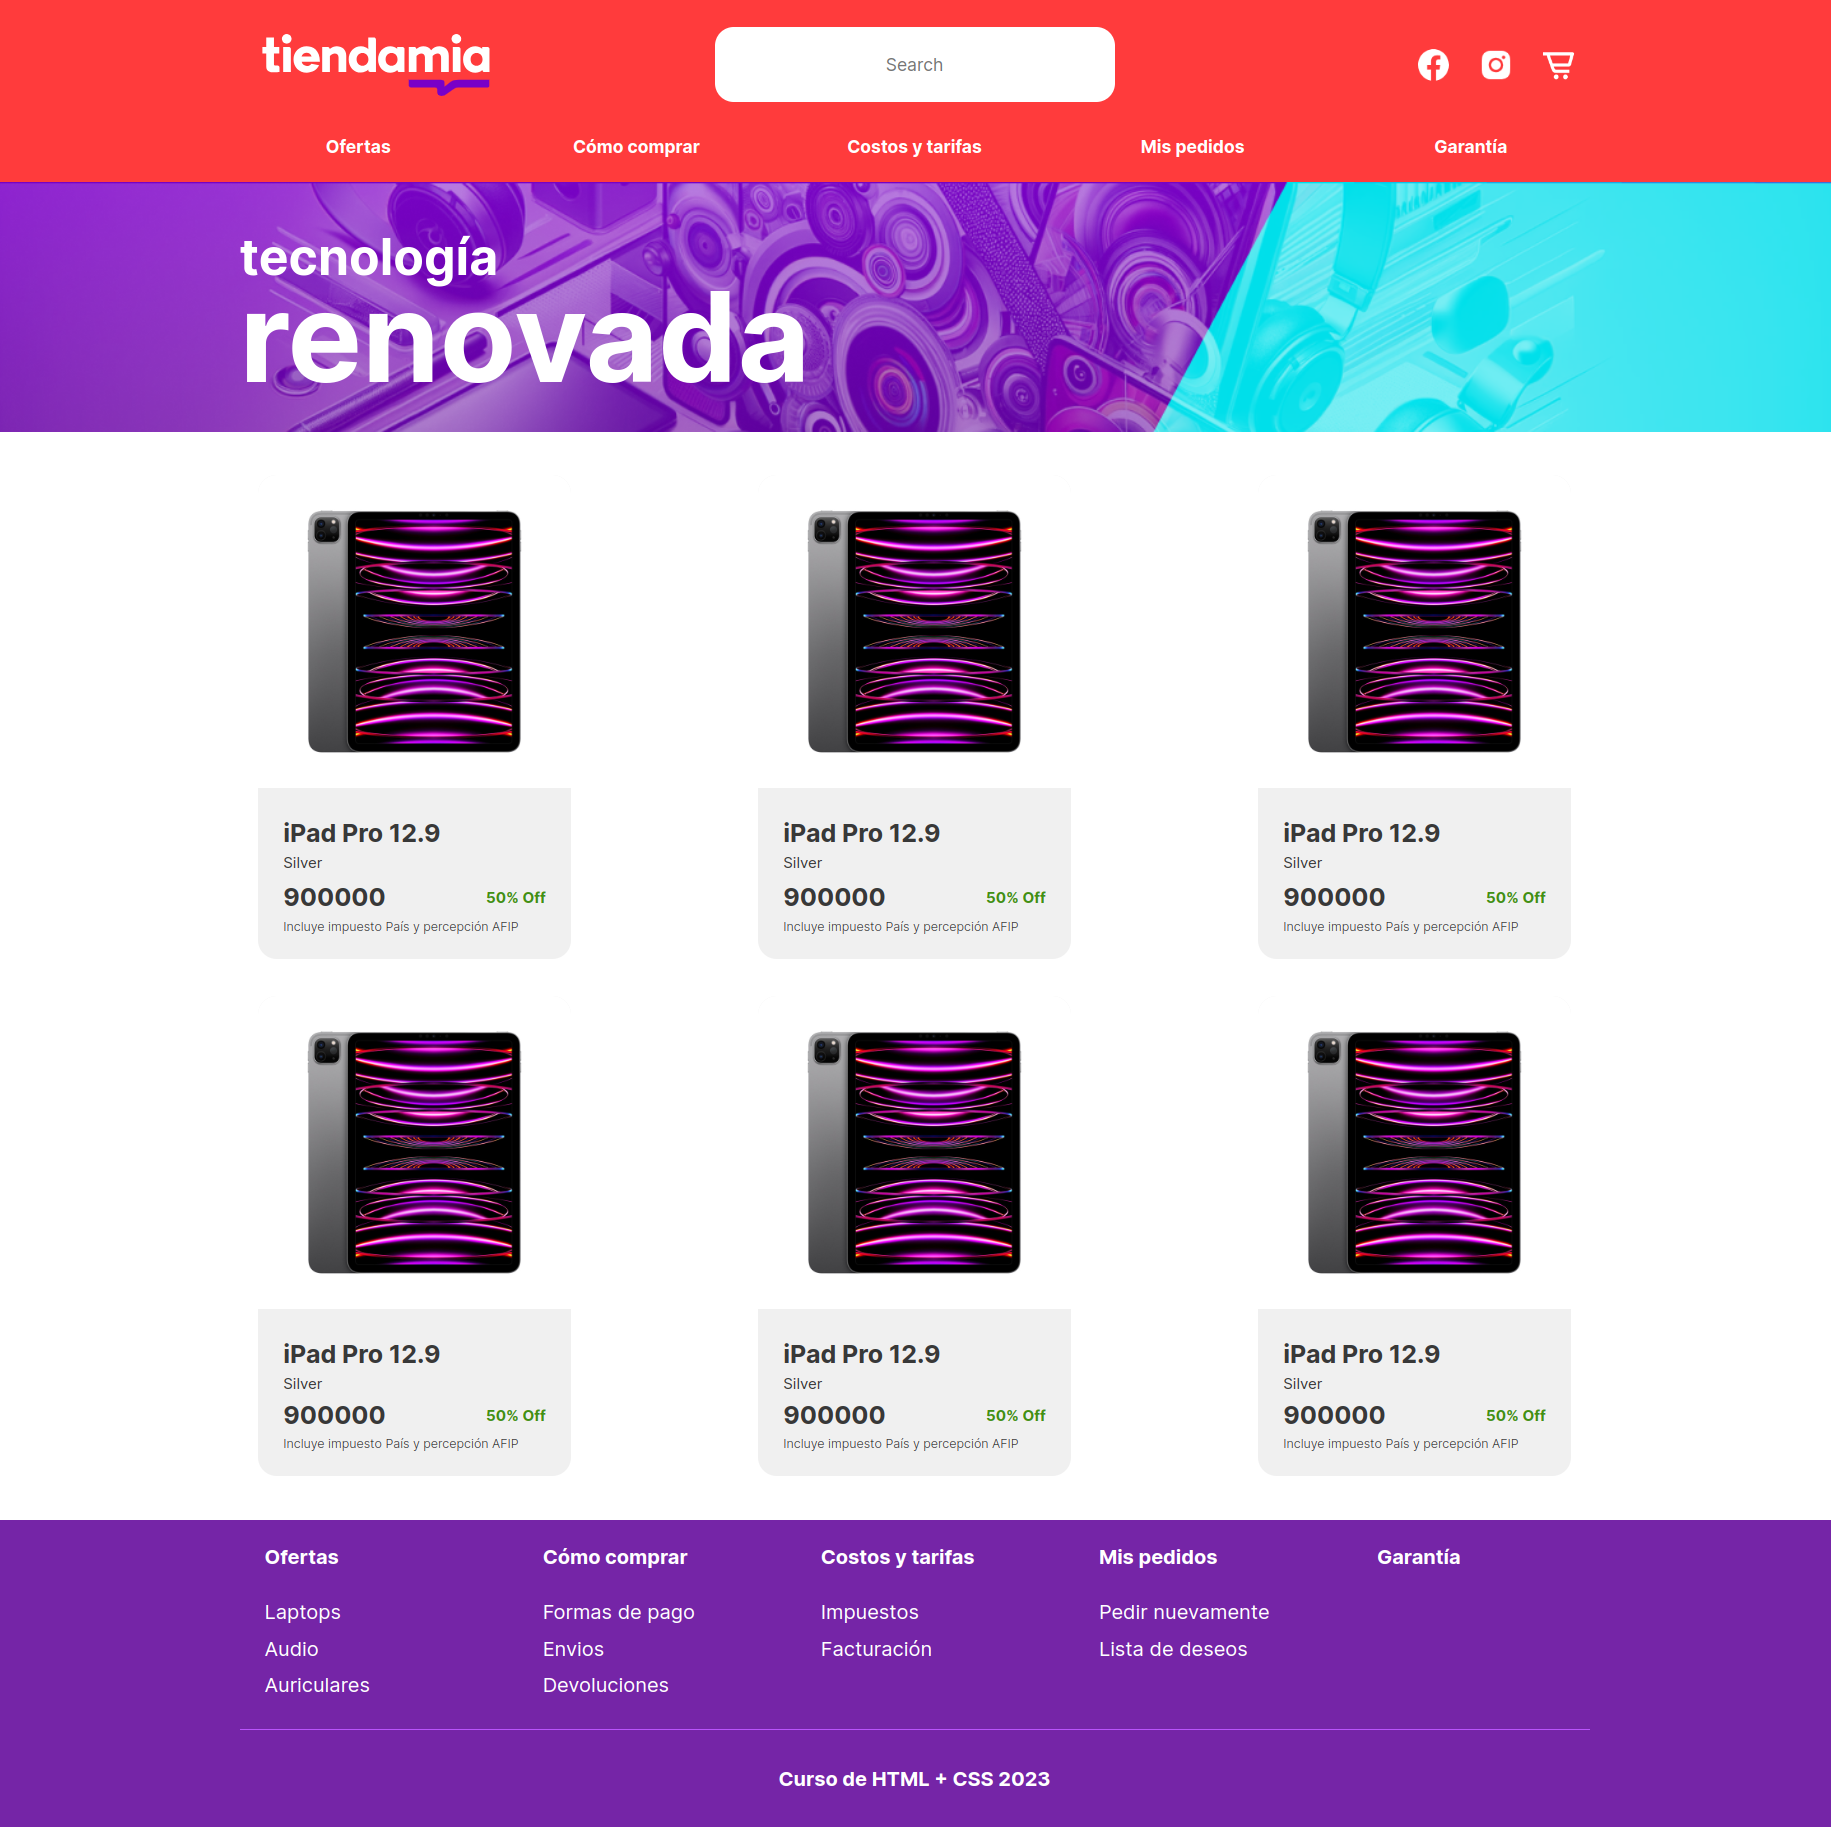 tiendamia
Search
Ofertas
Cómo comprar
Costos y tarifas
Mis pedidos
Garantía
tecnología
renovada
iPad Pro 12.9
Silver
900000 50% Off
Incluye impuesto País y percepción AFIP
iPad Pro 12.9
Silver
900000 50% Off
Incluye impuesto País y percepción AFIP
iPad Pro 12.9
Silver
900000 50% Off
Incluye impuesto País y percepción AFIP
iPad Pro 12.9
Silver
900000 50% Off
Incluye impuesto País y percepción AFIP
iPad Pro 12.9
Silver
900000 50% Off
Incluye impuesto País y percepción AFIP
iPad Pro 12.9
Silver
900000 50% Off
Incluye impuesto País y percepción AFIP
Ofertas
Laptops
Audio
Auriculares
Cómo comprar
Formas de pago
Envios
Devoluciones
Costos y tarifas
Impuestos
Facturación
Mis pedidos
Pedir nuevamente
Lista de deseos
Garantía
Curso de HTML + CSS 2023